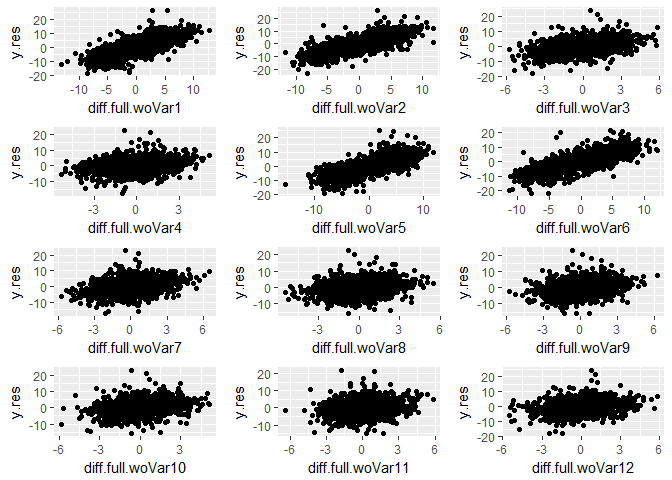 y.res
20
10
0
-10
-20
-10 -5 0 5 10
diff.full.woVar1
y.res
20
10
0
-10
-20
-10 -5 0 5 10
diff.full.woVar2
y.res
20
10
0
-10
-20
-6 -3 0 3 6
diff.full.woVar3
y.res
20
10
0
-10
-3 0 3
diff.full.woVar4
y.res
20
10
0
-10
-20
-10 0 10
diff.full.woVar5
y.res
20
10
0
-10
-20
-10 -5 0 5 10
diff.full.woVar6
y.res
20
10
0
-10
-6 -3 0 3 6
diff.full.woVar7
y.res
20
10
0
-10
-3 0 3 6
diff.full.woVar8
y.res
20
10
0
-10
-6 -3 0 3 6
diff.full.woVar9
y.res
20
10
0
-10
-6 -3 0 3
diff.full.woVar10
y.res
20
10
0
-10
-6 -3 0 3 6
diff.full.woVar11
y.res
20
10
0
-10
-20
-6 -3 0 3 6
diff.full.woVar12